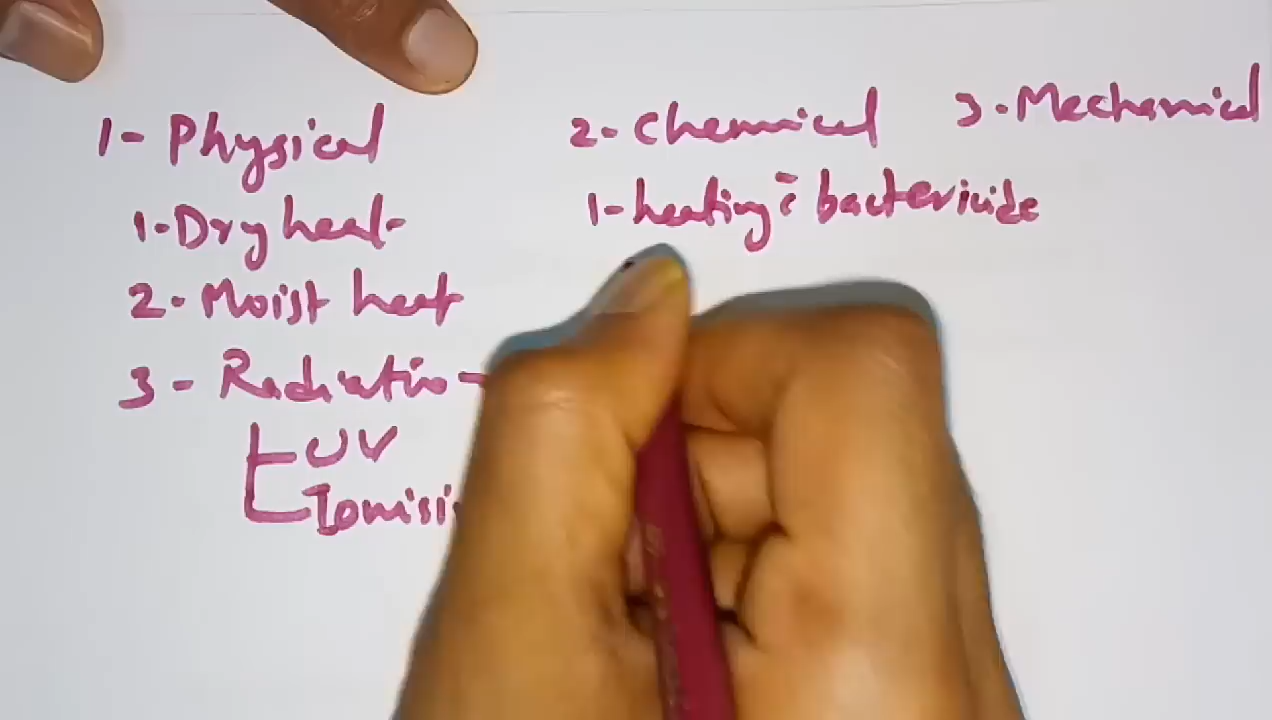 1- Physical
1- Dry heat
2- Moist heat
3- Radiation
UV
Ionisi
2- Chemical
1- heating c̄ bactericide
3- Mechanical